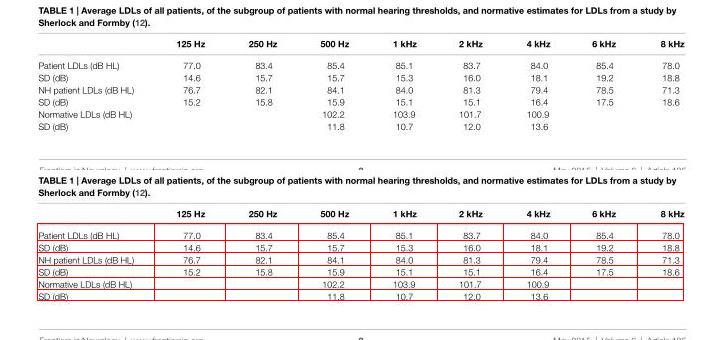 TABLE 1 | Average LDLs of all patients, of the subgroup of patients with normal hearing thresholds, and normative estimates for LDLs from a study by
Sherlock and Formby (12).
125 Hz 250 Hz 500 Hz 1 kHz 2 kHz 4 kHz 6 kHz 8 kHz
Patient LDLs (dB HL) 77.0 83.4 85.4 85.1 83.7 84.0 85.4 78.0
SD (dB) 14.6 15.7 15.7 15.3 16.0 18.1 19.2 18.8
NH patient LDLs (dB HL) 76.7 82.1 84.1 84.0 81.3 79.4 78.5 71.3
SD (dB) 15.2 15.8 15.9 15.1 15.1 16.4 17.5 18.6
Normative LDLs (dB HL) 102.2 103.9 101.7 100.9
SD (dB) 11.8 10.7 12.0 13.6
TABLE 1 | Average LDLs of all patients, of the subgroup of patients with normal hearing thresholds, and normative estimates for LDLs from a study by
Sherlock and Formby (12).
125 Hz 250 Hz 500 Hz 1 kHz 2 kHz 4 kHz 6 kHz 8 kHz
Patient LDLs (dB HL) 77.0 83.4 85.4 85.1 83.7 84.0 85.4 78.0
SD (dB) 14.6 15.7 15.7 15.3 16.0 18.1 19.2 18.8
NH patient LDLs (dB HL) 76.7 82.1 84.1 84.0 81.3 79.4 78.5 71.3
SD (dB) 15.2 15.8 15.9 15.1 15.1 16.4 17.5 18.6
Normative LDLs (dB HL) 102.2 103.9 101.7 100.9
SD (dB) 11.8 10.7 12.0 13.6